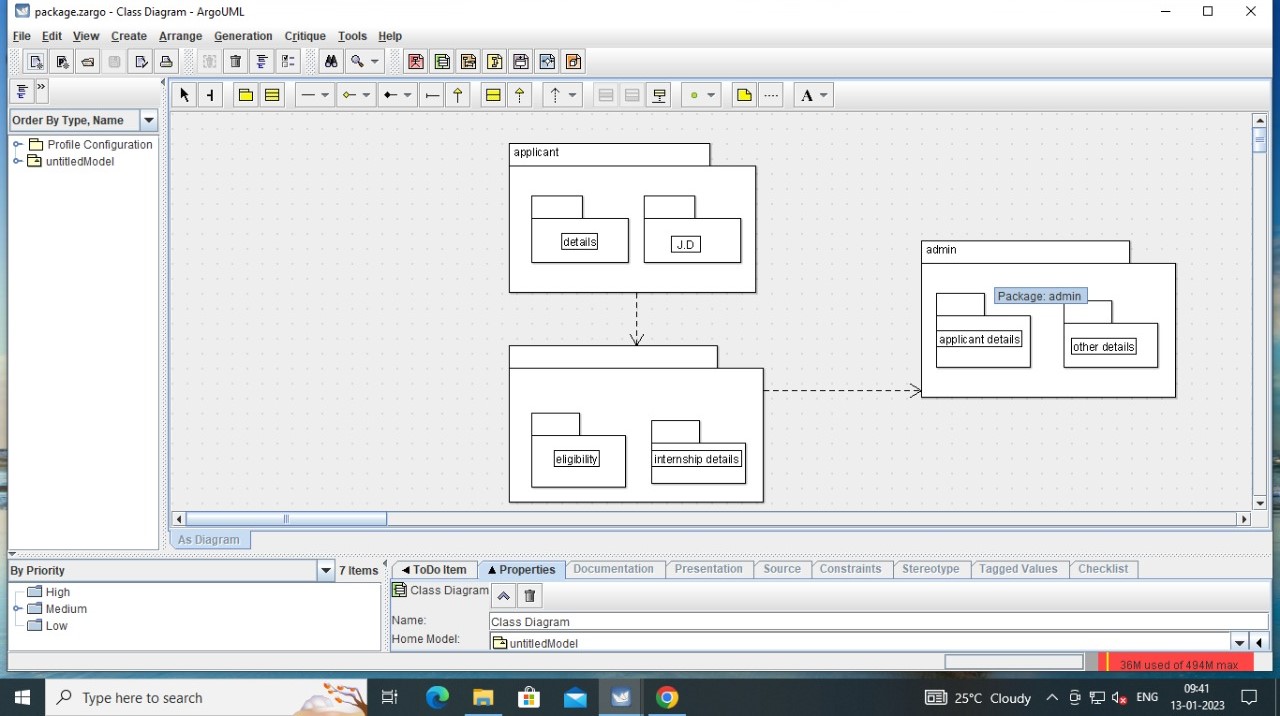 package.zargo - Class Diagram - ArgoUML
File Edit View Create Arrange Generation Critique Tools Help
A
Order By Type, Name
Profile Configuration
untitledModel
applicant
details
J.D
admin
Package: admin
applicant details
other details
eligibility
internship details
As Diagram
By Priority
7 Items
High
Medium
Low
ToDo Item
Properties
Documentation
Presentation
Source
Constraints
Stereotype
Tagged Values
Checklist
Class Diagram
Name:
Class Diagram
Home Model:
untitledModel
36M used of 494M max
Type here to search
25°C Cloudy
ENG
09:41
13-01-2023